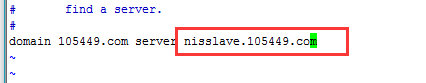 #       find a server.
#
domain 105449.com server nisslave.105449.com
~
~